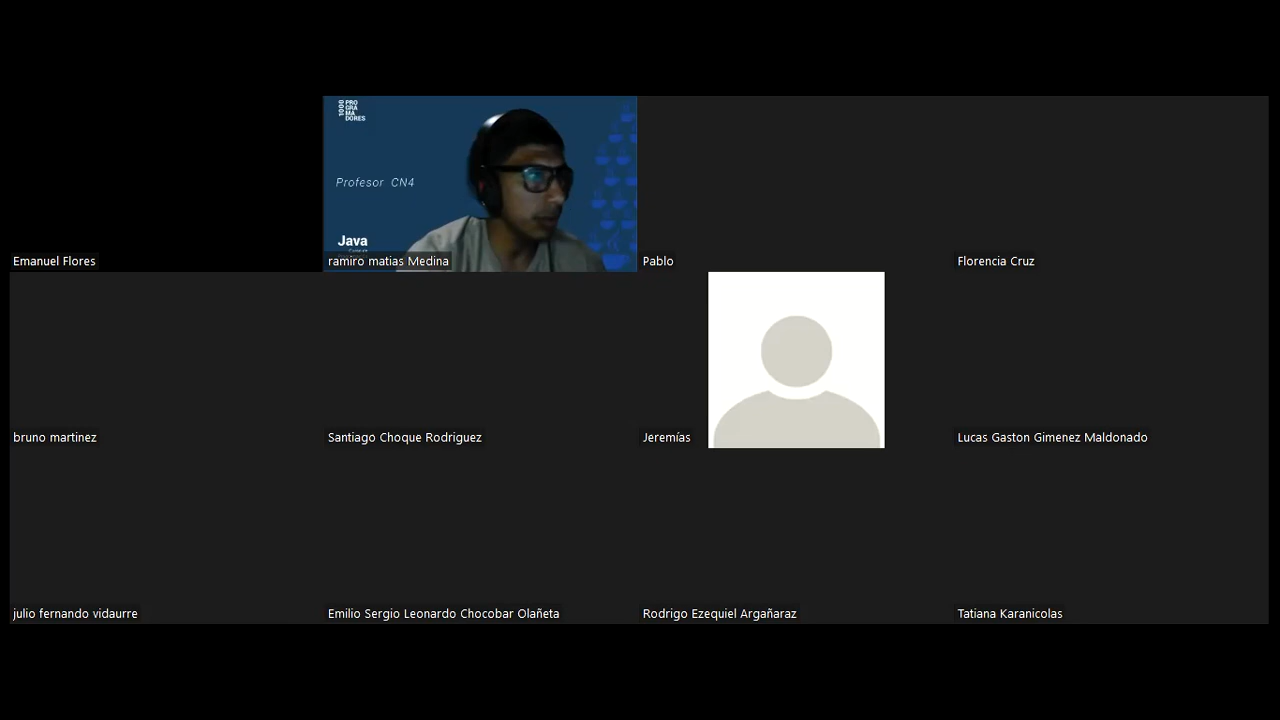 1000
PRO
GRA
MA
DORES
Profesor CN4
Java
Emanuel Flores
ramiro matias Medina
Pablo
Florencia Cruz
bruno martinez
Santiago Choque Rodriguez
Jeremías
Lucas Gaston Gimenez Maldonado
julio fernando vidaurre
Emilio Sergio Leonardo Chocobar Olañeta
Rodrigo Ezequiel Argañaraz
Tatiana Karanicolas